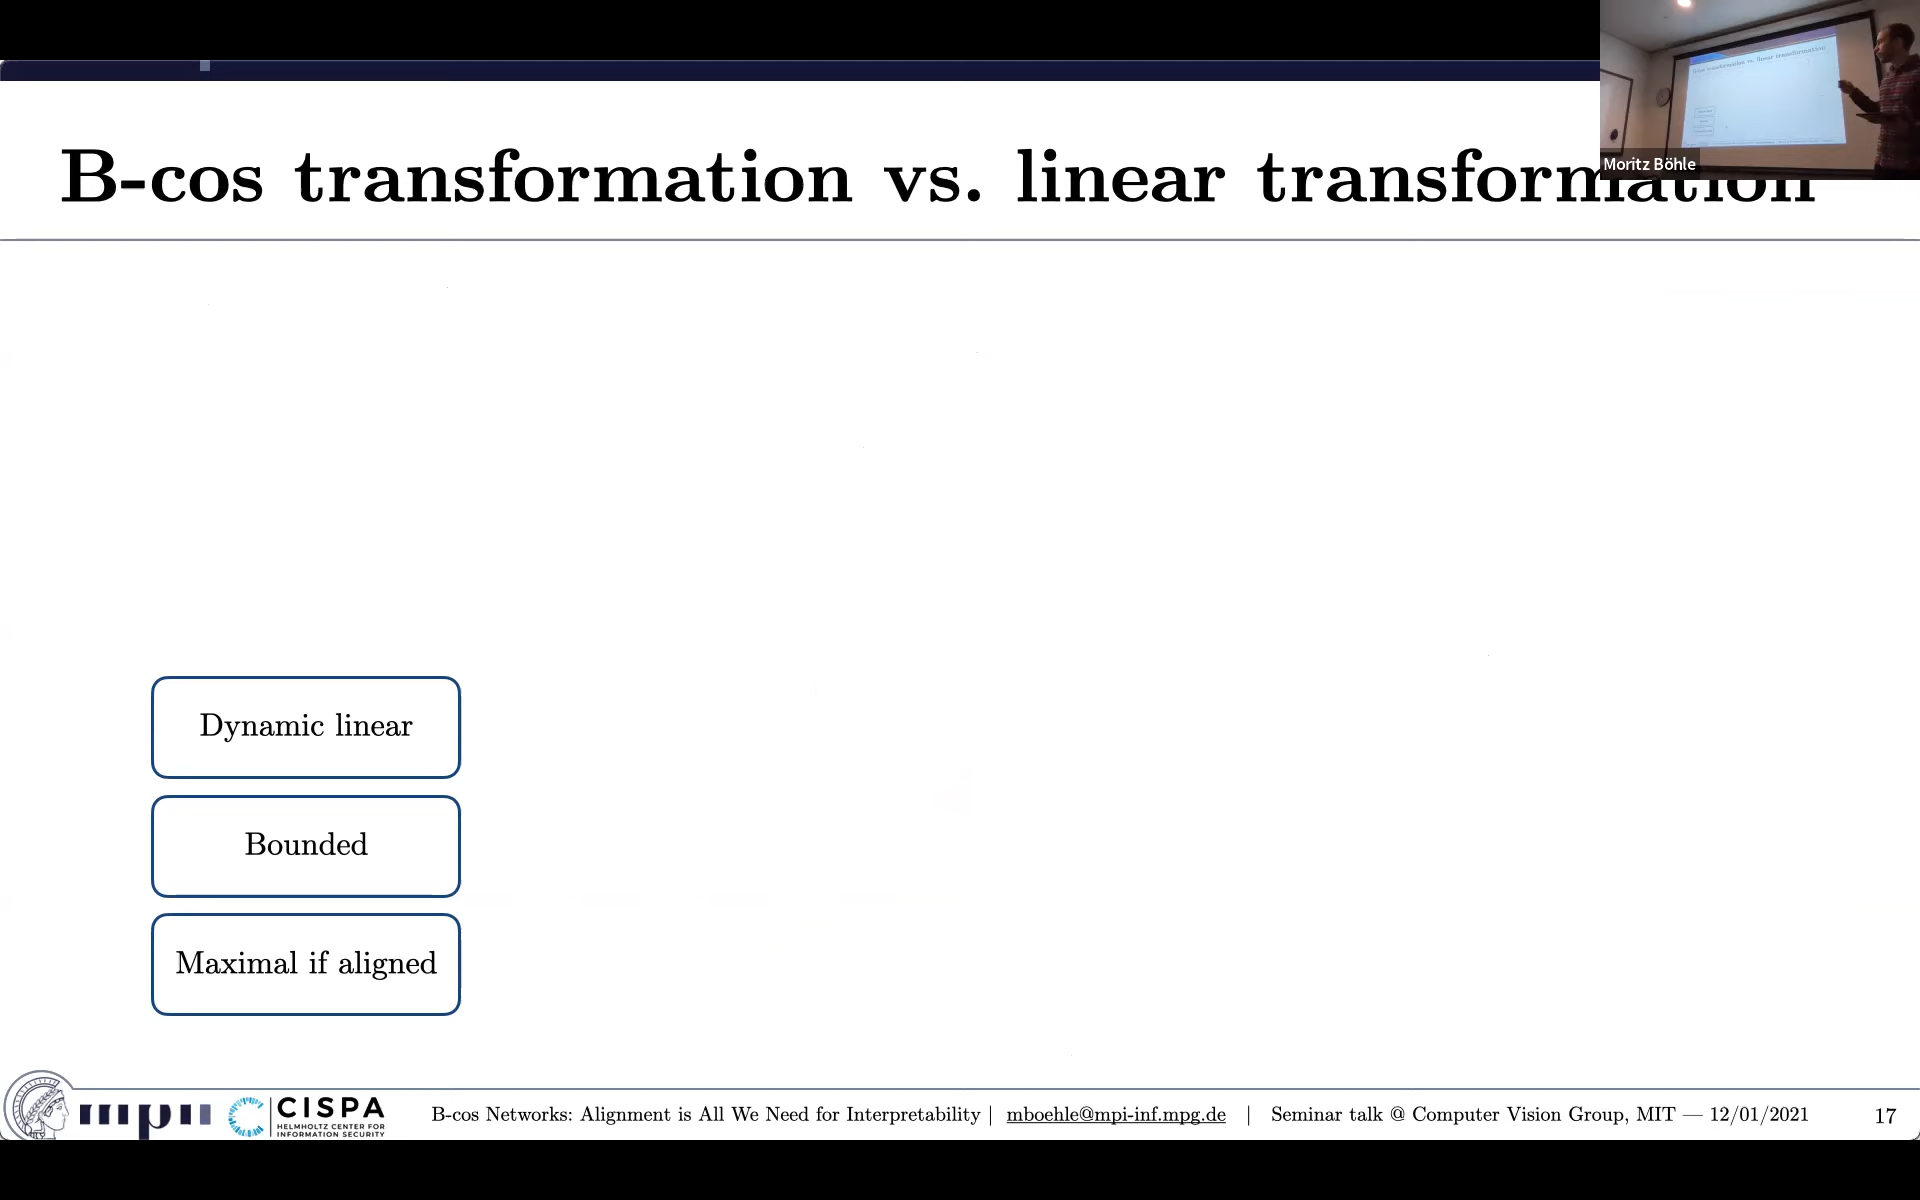 B-cos transformation vs. linear transformation
Moritz Böhle
Dynamic linear
Bounded
Maximal if aligned
mpii
CISPA
HELMHOLTZ CENTER FOR
INFORMATION SECURITY
B-cos Networks: Alignment is All We Need for Interpretability | mboehle@mpi-inf.mpg.de | Seminar talk @ Computer Vision Group, MIT — 12/01/2021
17